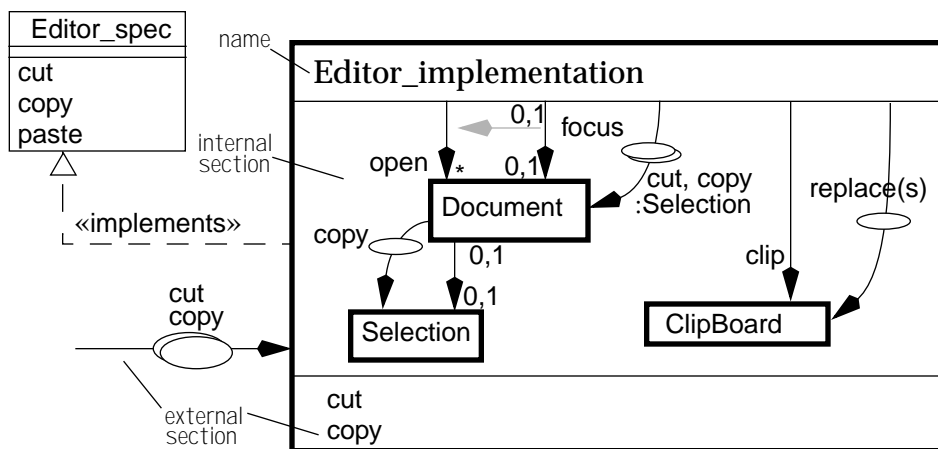 Editor_spec
cut
copy
paste
«implements»
name
Editor_implementation
internal
section
0,1
focus
open
*
0,1
cut, copy
:Selection
replace(s)
Document
copy
0,1
clip
0,1
Selection
ClipBoard
cut
copy
external
section
cut
copy